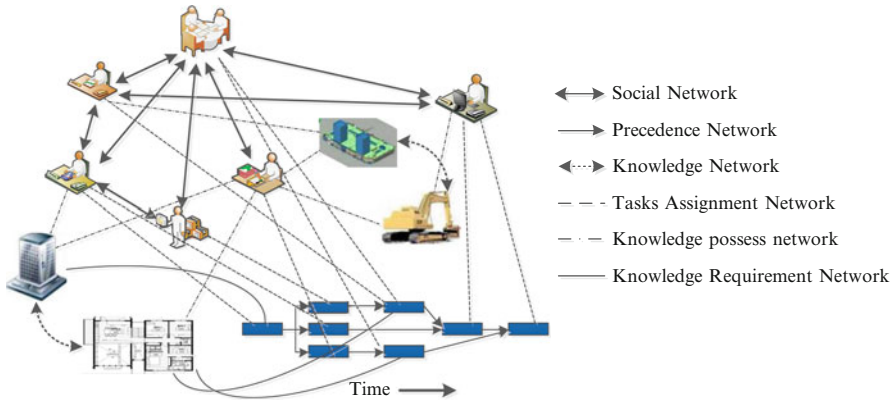 Social Network
Precedence Network
Knowledge Network
Tasks Assignment Network
Knowledge possess network
Knowledge Requirement Network
Time